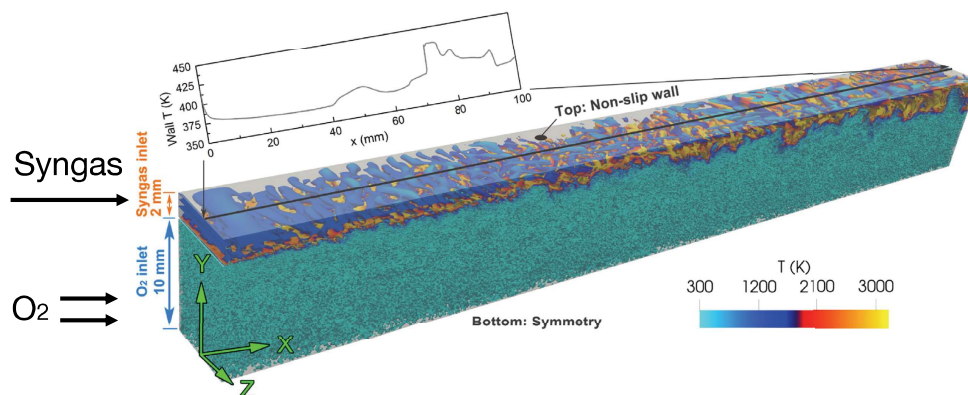 450
425
400
375
350
Wall T (K)
0
20
40
60
80
100
x (mm)
Top: Non-slip wall
Syngas
Syngas inlet
2 mm
O2 inlet
10 mm
O2
Y
X
Z
Bottom: Symmetry
T (K)
300
1200
2100
3000